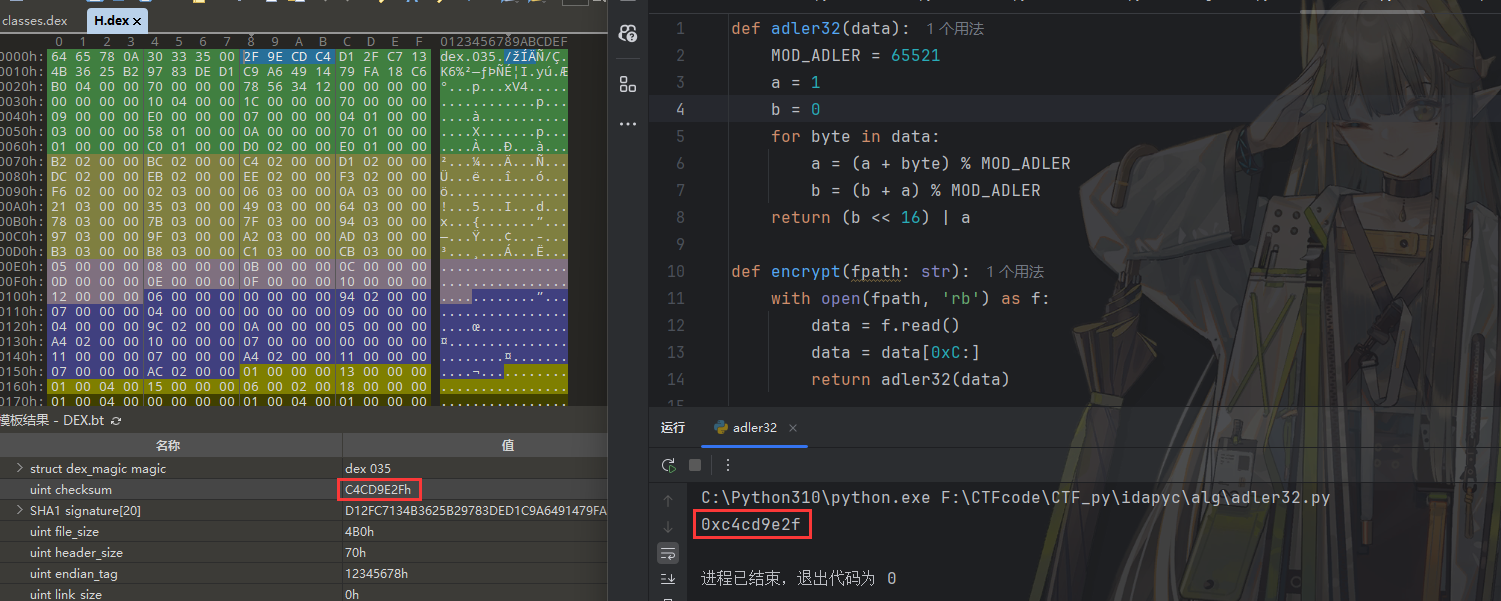 classes.dex H.dex ×
0 1 2 3 4 5 6 7 8 9 A B C D E F 0123456789ABCDEF
0000h: 64 65 78 0A 30 33 35 00 2F 9E CD C4 D1 2F C7 13 dex.035./žÍÄÑ/Ç.
0010h: 4B 36 25 B2 97 83 DE D1 C9 A6 49 14 79 FA 18 C6 K6%²—ƒÞÑÉ¦I.yú.Æ
0020h: B0 04 00 00 70 00 00 00 78 56 34 12 00 00 00 00 °...p...xV4.....
0030h: 00 00 00 00 10 04 00 00 1C 00 00 00 70 00 00 00 ............p...
0040h: 09 00 00 00 E0 00 00 00 07 00 00 00 04 01 00 00 ....à...........
0050h: 03 00 00 00 58 01 00 00 0A 00 00 00 70 01 00 00 ....X.......p...
0060h: 01 00 00 00 C0 01 00 00 D0 02 00 00 E0 01 00 00 ....À...Ð...à...
0070h: B2 02 00 00 BC 02 00 00 C4 02 00 00 D1 02 00 00 ²...¼...Ä...Ñ...
0080h: DC 02 00 00 EB 02 00 00 EE 02 00 00 F3 02 00 00 Ü...ë...î...ó...
0090h: F6 02 00 00 02 03 00 00 06 03 00 00 0A 03 00 00 ö...............
00A0h: 21 03 00 00 35 03 00 00 49 03 00 00 64 03 00 00 !...5...I...d...
00B0h: 78 03 00 00 7B 03 00 00 7F 03 00 00 94 03 00 00 x...{.......”...
00C0h: 97 03 00 00 9F 03 00 00 A2 03 00 00 AD 03 00 00 —...Ÿ...¢...-...
00D0h: B3 03 00 00 B8 03 00 00 C1 03 00 00 CB 03 00 00 ³...¸...Á...Ë...
00E0h: 05 00 00 00 08 00 00 00 0B 00 00 00 0C 00 00 00 ................
00F0h: 0D 00 00 00 0E 00 00 00 0F 00 00 00 10 00 00 00 ................
0100h: 12 00 00 00 06 00 00 00 00 00 00 00 94 02 00 00 ............”...
0110h: 07 00 00 00 04 00 00 00 00 00 00 00 09 00 00 00 ................
0120h: 04 00 00 00 9C 02 00 00 0A 00 00 00 05 00 00 00 ....œ...........
0130h: A4 02 00 00 10 00 00 00 07 00 00 00 00 00 00 00 ¤...............
0140h: 11 00 00 00 07 00 00 00 A4 02 00 00 11 00 00 00 ........¤.......
0150h: 07 00 00 00 AC 02 00 00 01 00 00 00 13 00 00 00 ....¬...........
0160h: 01 00 04 00 15 00 00 00 06 00 02 00 18 00 00 00 ................
0170h: 01 00 04 00 00 00 00 00 01 00 04 00 01 00 00 00 ................
模板结果 - DEX.bt
名称 值
struct dex_magic magic dex 035
uint checksum C4CD9E2Fh
SHA1 signature[20] D12FC7134B3625B29783DED1C9A6491479FA
uint file_size 4B0h
uint header_size 70h
uint endian_tag 12345678h
uint link_size 0h
1 def adler32(data): 1 个用法
2 MOD_ADLER = 65521
3 a = 1
4 b = 0
5 for byte in data:
6 a = (a + byte) % MOD_ADLER
7 b = (b + a) % MOD_ADLER
8 return (b << 16) | a
9
10 def encrypt(fpath: str): 1 个用法
11 with open(fpath, 'rb') as f:
12 data = f.read()
13 data = data[0xC:]
14 return adler32(data)
15
运行 adler32 ×
C:\Python310\python.exe F:\CTFcode\CTF_py\idapyc\alg\adler32.py
0xc4cd9e2f
进程已结束，退出代码为 0